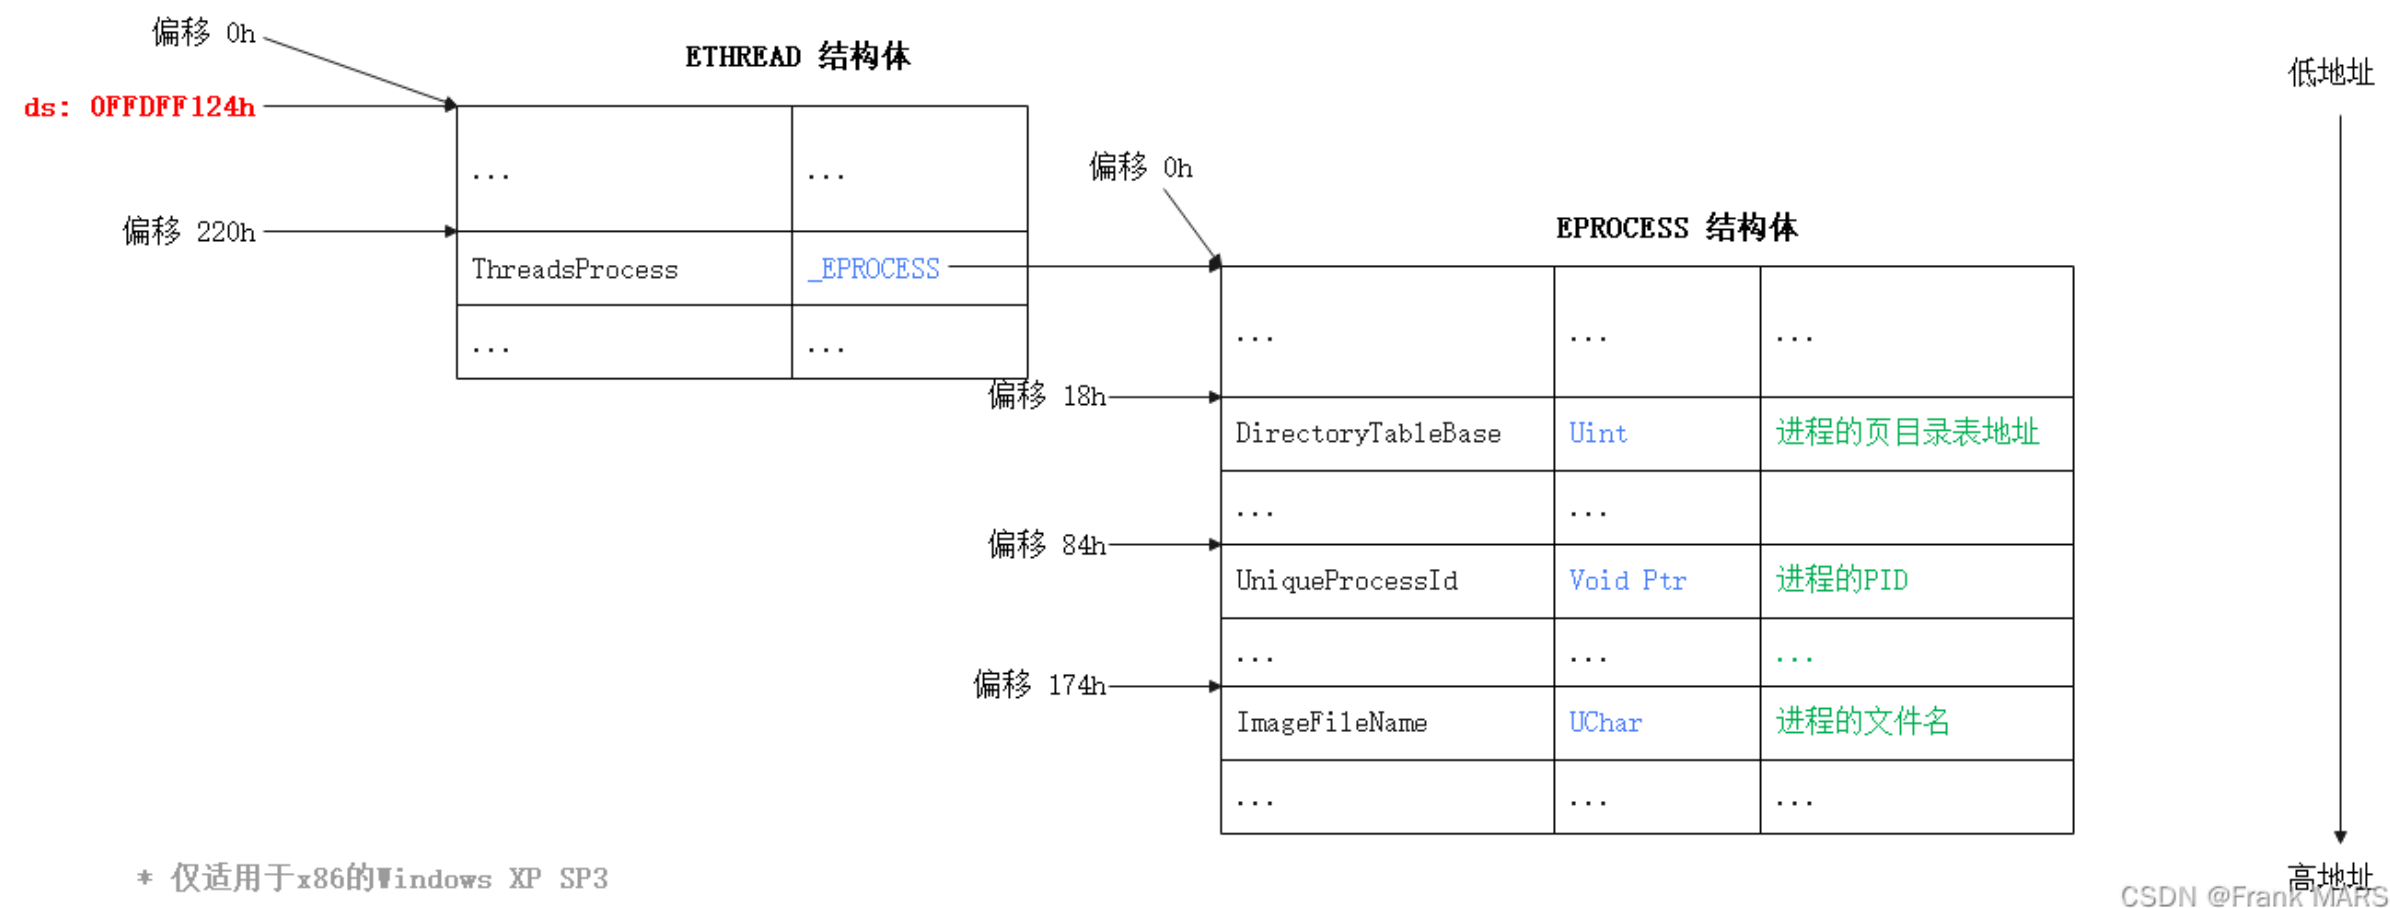 偏移 0h
ETHREAD 结构体
低地址
ds: 0FFDFF124h
... ...
偏移 0h
偏移 220h
EPROCESS 结构体
ThreadsProcess _EPROCESS
... ...
... ... ...
偏移 18h
DirectoryTableBase Uint 进程的页目录表地址
... ...
偏移 84h
UniqueProcessId Void Ptr 进程的PID
... ... ...
偏移 174h
ImageFileName UChar 进程的文件名
... ... ...
* 仅适用于x86的Windows XP SP3
高地址
CSDN @Frank MARS